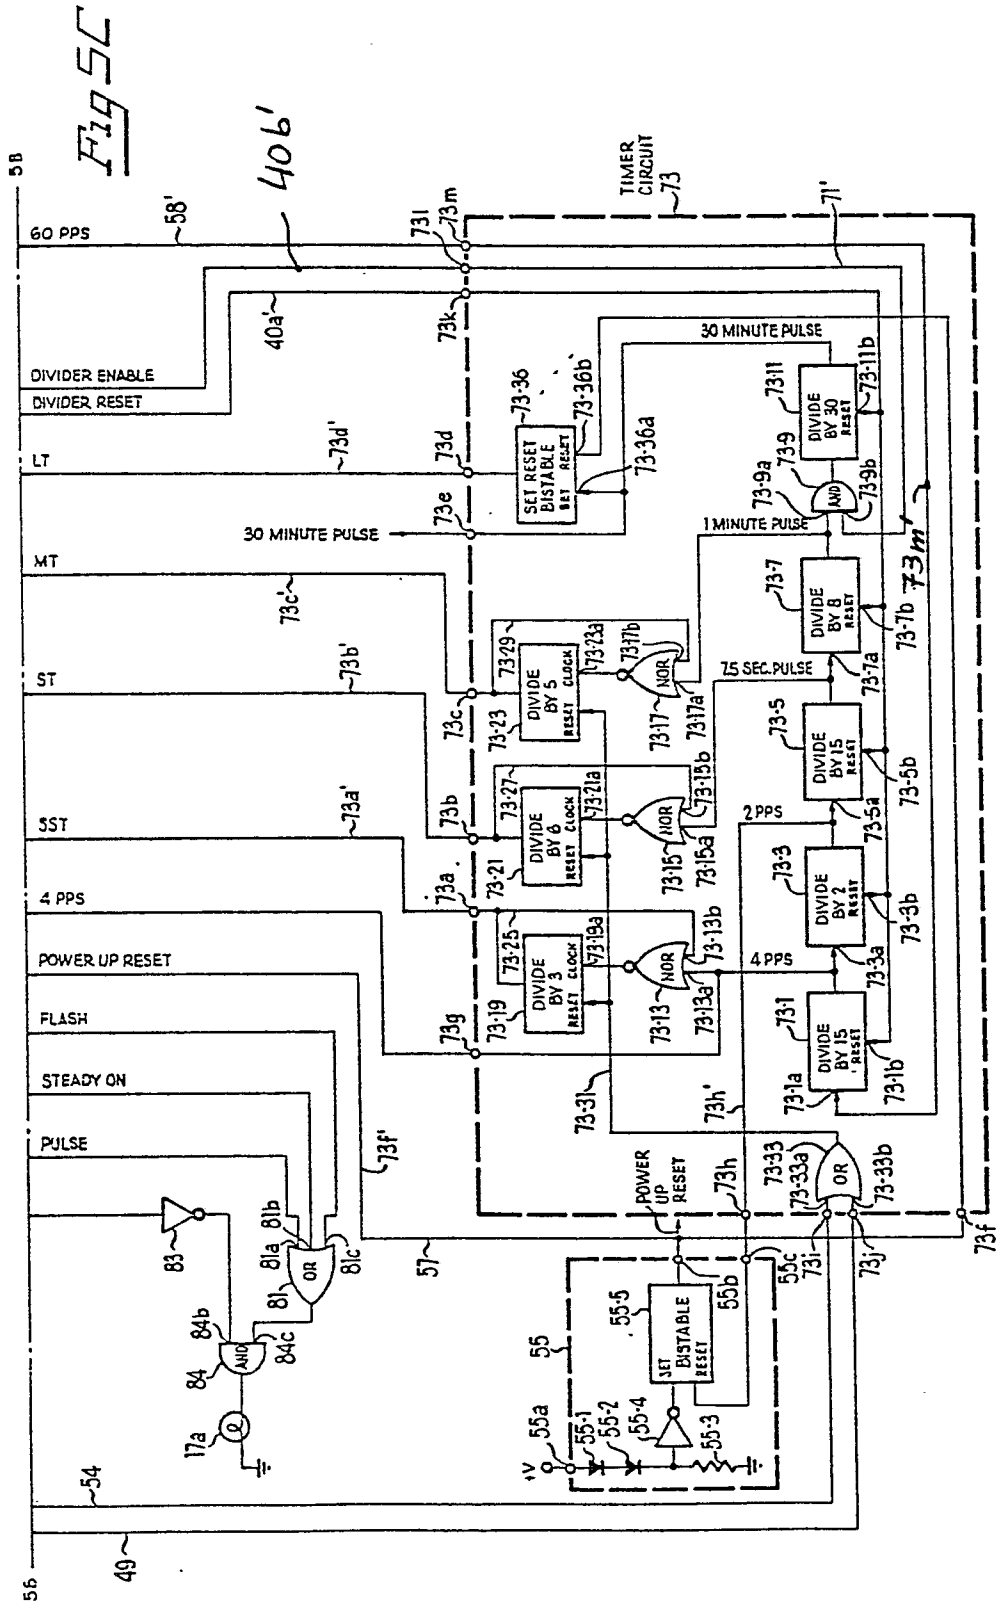 Fig 5C
5B
5B
60 PPS
58'
40b'
DIVIDER ENABLE
DIVIDER RESET
40a'
LT
73d'
30 MINUTE PULSE
MT
73c'
ST
73b'
SST
73a'
4 PPS
POWER UP RESET
FLASH
STEADY ON
PULSE
73f'
83
81a
81b
81c
81
OR
84b
84c
84
AND
17a
54
49
57
TIMER
CIRCUIT
73
73m
73l
73k
73d
73e
73c
73b
73a
73g
71'
30 MINUTE PULSE
73-36
SET RESET
BISTABLE
SET RESET
73-36b
73-36a
73-29
DIVIDE
BY 5
RESET CLOCK
73-23
73-23a
73-17b
NOR
73-17
73-17a
73-27
DIVIDE
BY 6
RESET CLOCK
73-21
73-21a
73-15b
NOR
73-15
73-15a
73-25
DIVIDE
BY 3
RESET CLOCK
73-19
73-19a
73-13b
NOR
73-13
73-13a
73-31
73-11
DIVIDE
BY 30
RESET
73-11b
73-9
73-9a
AND
73-9b
1 MINUTE PULSE
73-7
DIVIDE
BY 8
RESET
73-7b
73-7a
73m'
7.5 SEC. PULSE
73-5
DIVIDE
BY 15
RESET
73-5b
73-5a
2 PPS
73-3
DIVIDE
BY 2
RESET
73-3b
73-3a
4 PPS
73-1
DIVIDE
BY 15
RESET
73-1b
73-1a
73h'
73-33
73-33a
OR
73-33b
POWER
UP
RESET
73h
73i
73j
73f
55
55a
+V
55-1
55-2
55-4
55-3
55-5
SET
BISTABLE
RESET
55b
55c